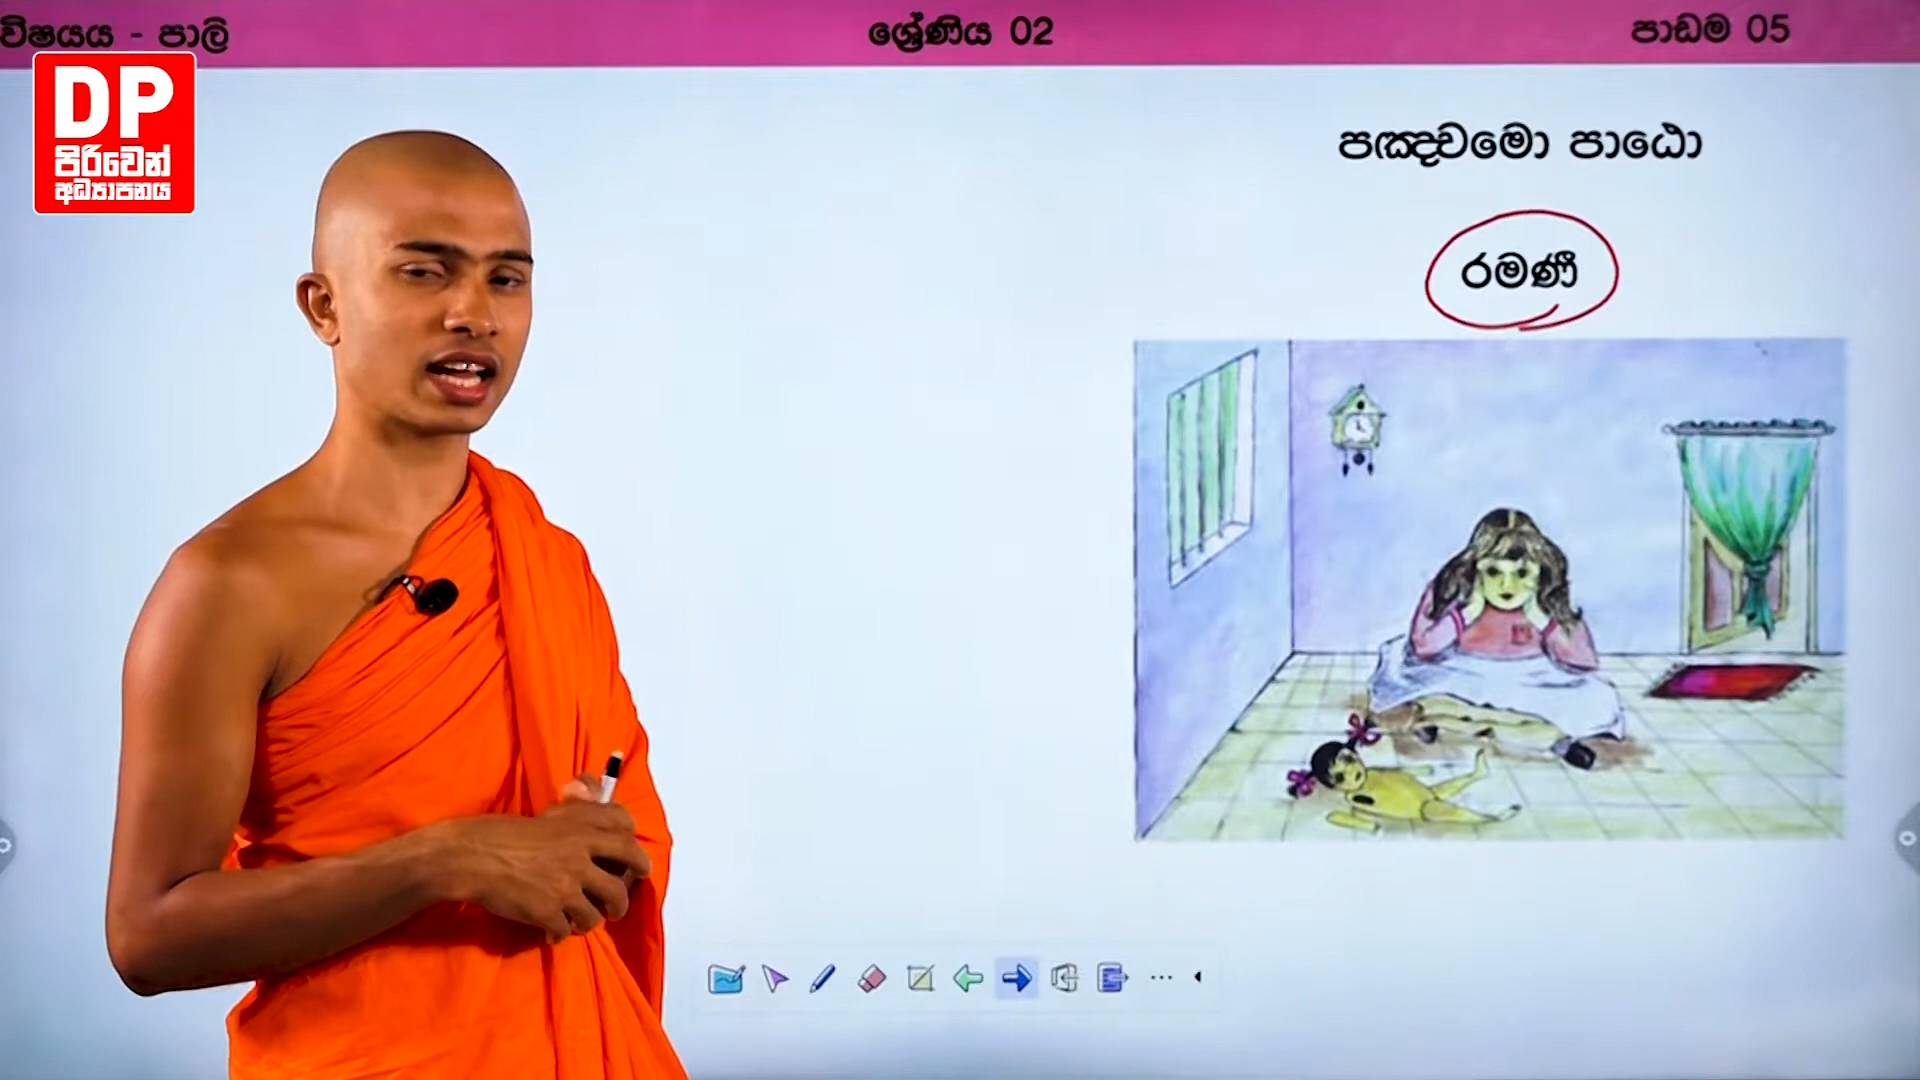 විෂයය - පාලි
ශ්‍රේණිය 02
පාඩම 05
DP
පිරිවෙන්
අධ්‍යාපනය
පඤ්චමො පාඨො
රමණී